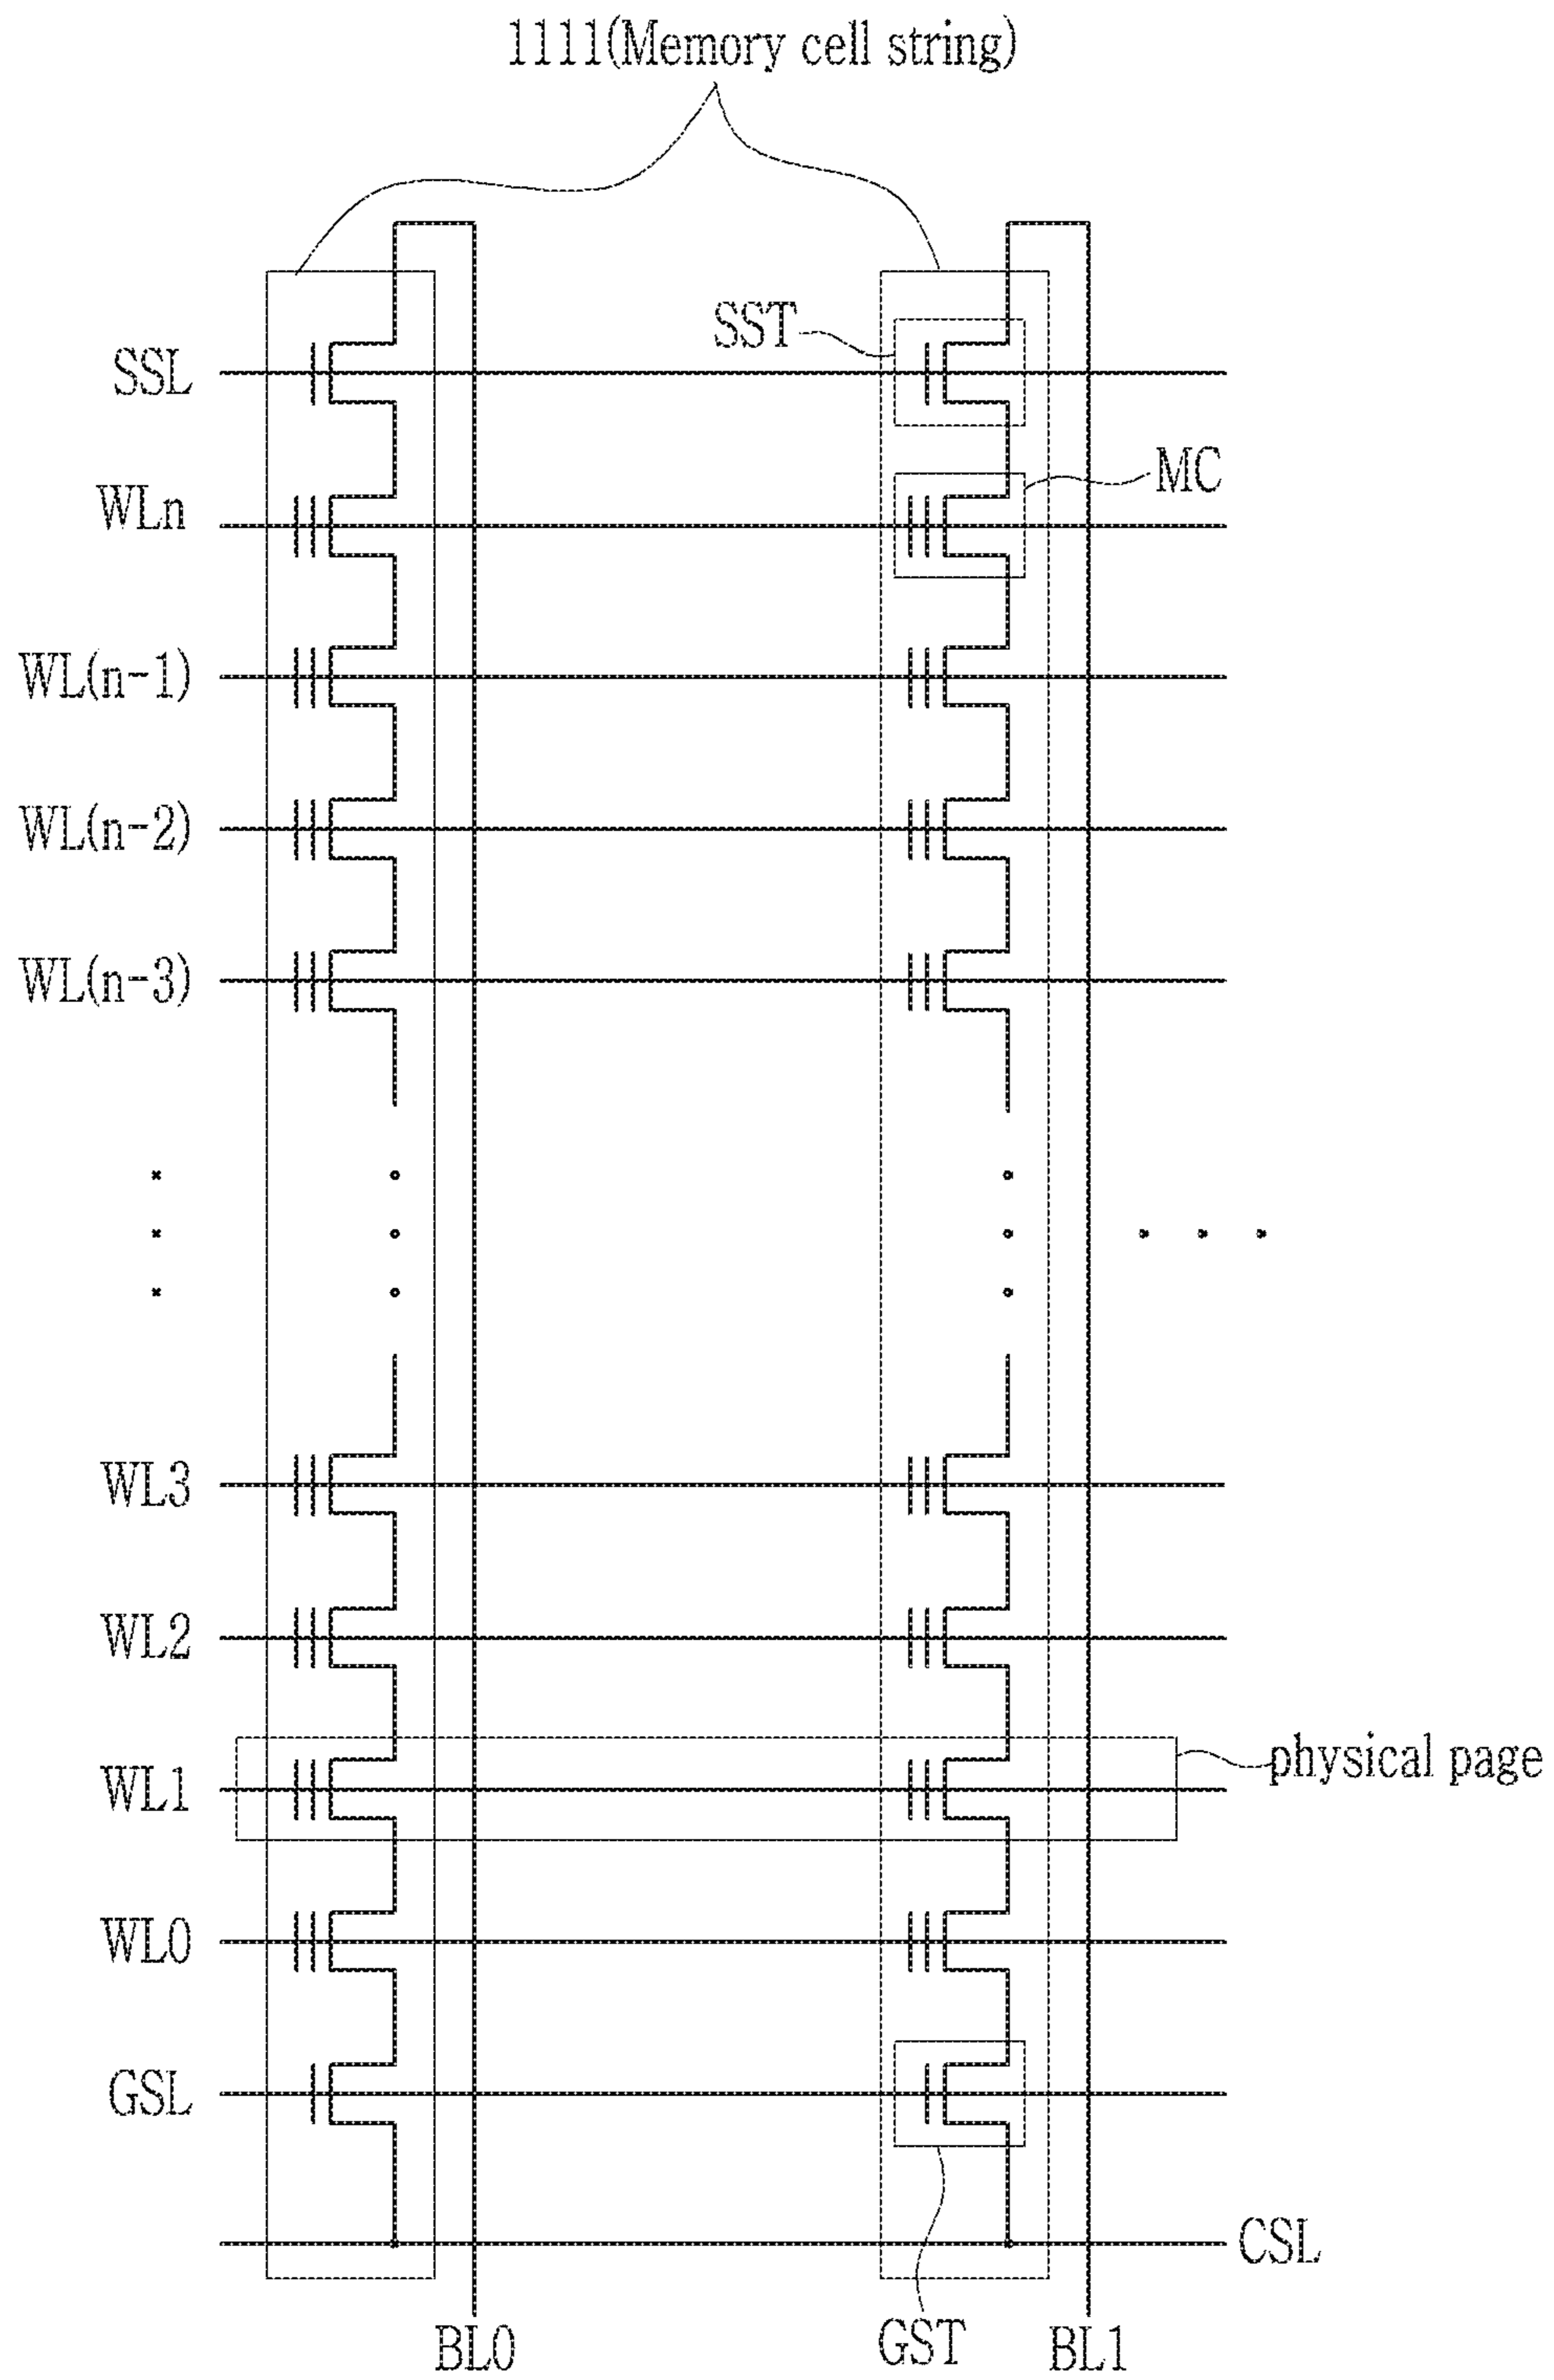 1111(Memory cell string)
SST
SSL
MC
WLn
WL(n-1)
WL(n-2)
WL(n-3)
WL3
WL2
physical page
WL1
WL0
GSL
CSL
BL0
GST
BL1